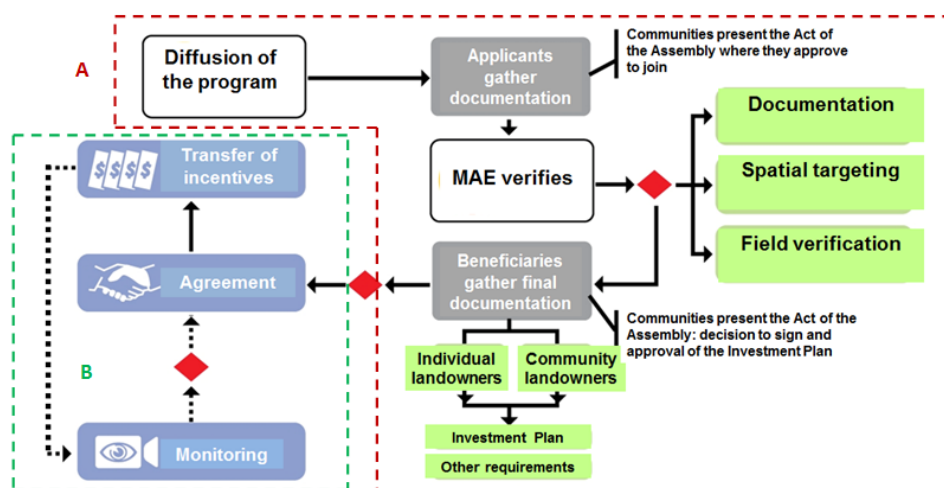 A
Diffusion of
the program
Applicants
gather
documentation
Communities present the Act of
the Assembly where they approve
to join
Documentation
Spatial targeting
Field verification
MAE verifies
$ $ $ $
Transfer of
incentives
Agreement
Beneficiaries
gather final
documentation
Communities present the Act of the
Assembly: decision to sign and
approval of the Investment Plan
Individual
landowners
Community
landowners
B
Investment Plan
Other requirements
Monitoring